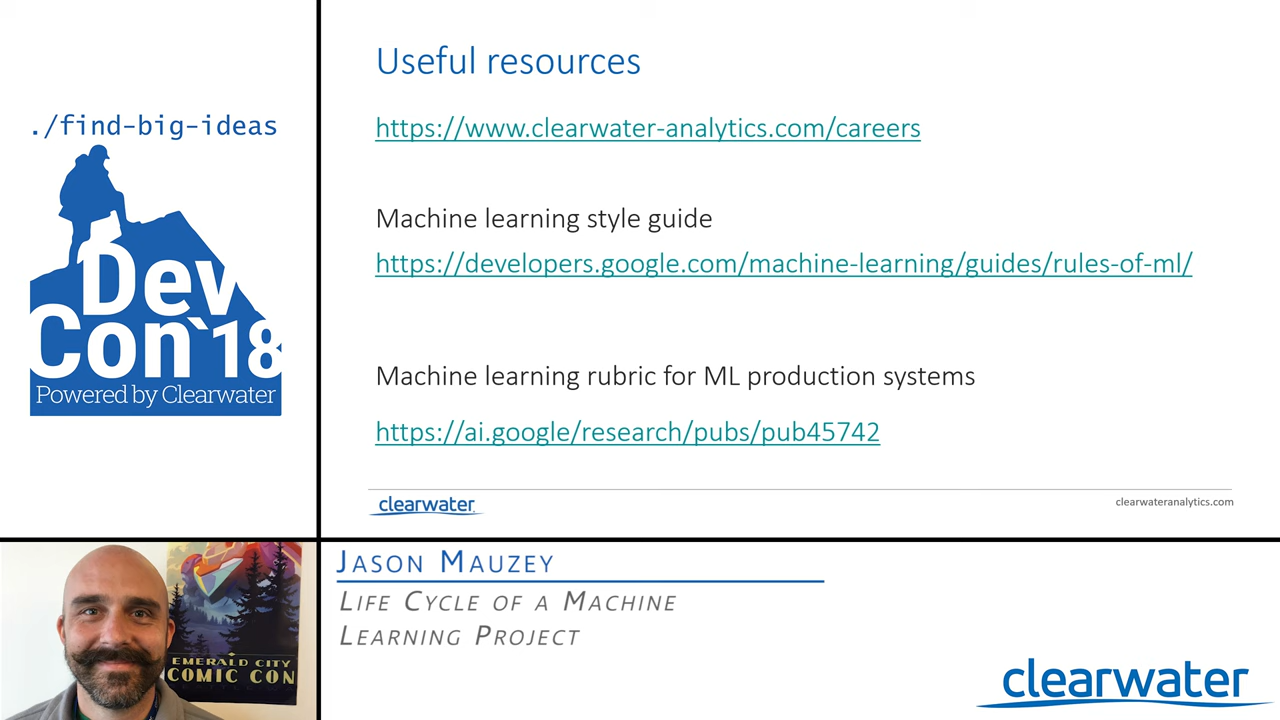 ./find-big-ideas
Dev
Con`18
Powered by Clearwater
Useful resources
https://www.clearwater-analytics.com/careers
Machine learning style guide
https://developers.google.com/machine-learning/guides/rules-of-ml/
Machine learning rubric for ML production systems
https://ai.google/research/pubs/pub45742
clearwater
clearwateranalytics.com
EMERALD CITY
COMIC CON
JASON MAUZEY
LIFE CYCLE OF A MACHINE
LEARNING PROJECT
clearwater